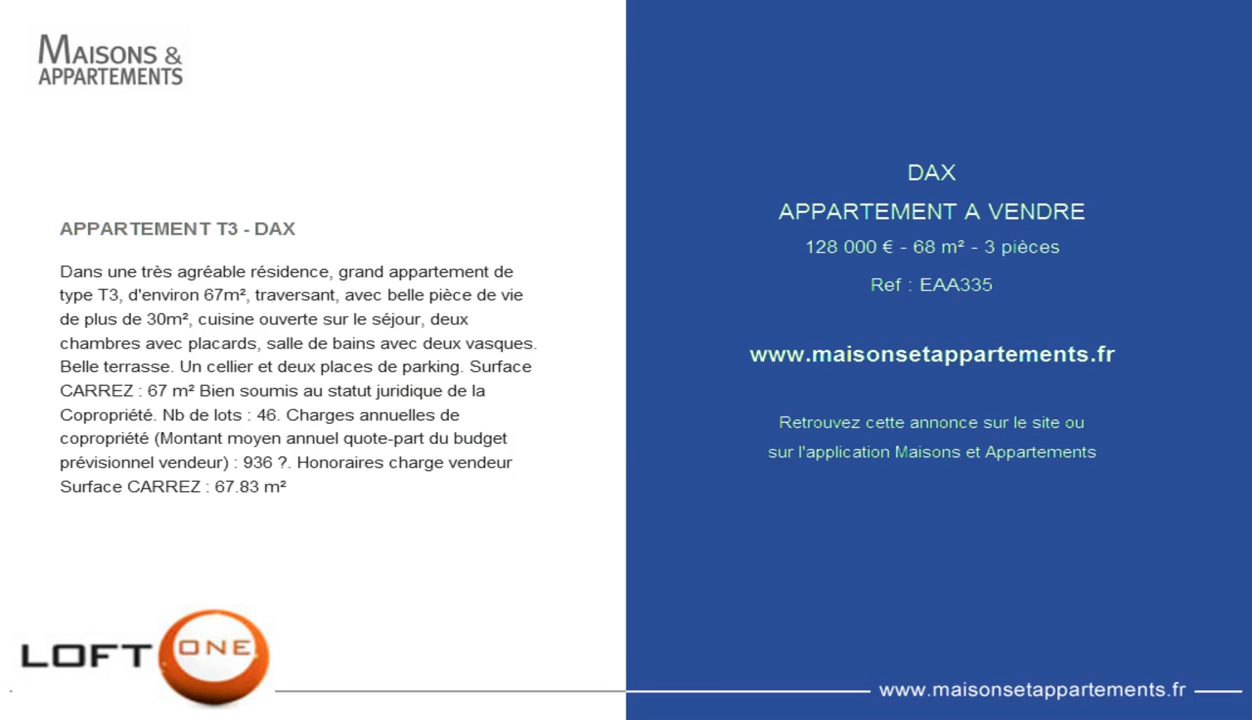 MAISONS &
APPARTEMENTS
APPARTEMENT T3 - DAX
Dans une très agréable résidence, grand appartement de
type T3, d'environ 67m², traversant, avec belle pièce de vie
de plus de 30m², cuisine ouverte sur le séjour, deux
chambres avec placards, salle de bains avec deux vasques.
Belle terrasse. Un cellier et deux places de parking. Surface
CARREZ : 67 m² Bien soumis au statut juridique de la
Copropriété. Nb de lots : 46. Charges annuelles de
copropriété (Montant moyen annuel quote-part du budget
prévisionnel vendeur) : 936 ?. Honoraires charge vendeur
Surface CARREZ : 67.83 m²
LOFT ONE
DAX
APPARTEMENT A VENDRE
128 000 € - 68 m² - 3 pièces
Ref : EAA335
www.maisonsetappartements.fr
Retrouvez cette annonce sur le site ou
sur l'application Maisons et Appartements
www.maisonsetappartements.fr